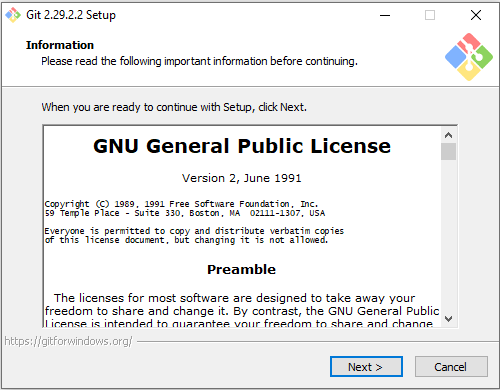 Git 2.29.2.2 Setup
Information
Please read the following important information before continuing.
When you are ready to continue with Setup, click Next.
GNU General Public License
Version 2, June 1991
Copyright (C) 1989, 1991 Free Software Foundation, Inc.
59 Temple Place - Suite 330, Boston, MA  02111-1307, USA
Everyone is permitted to copy and distribute verbatim copies
of this license document, but changing it is not allowed.
Preamble
The licenses for most software are designed to take away your
freedom to share and change it. By contrast, the GNU General Public
License is intended to guarantee your freedom to share and change
https://gitforwindows.org/
Next >
Cancel